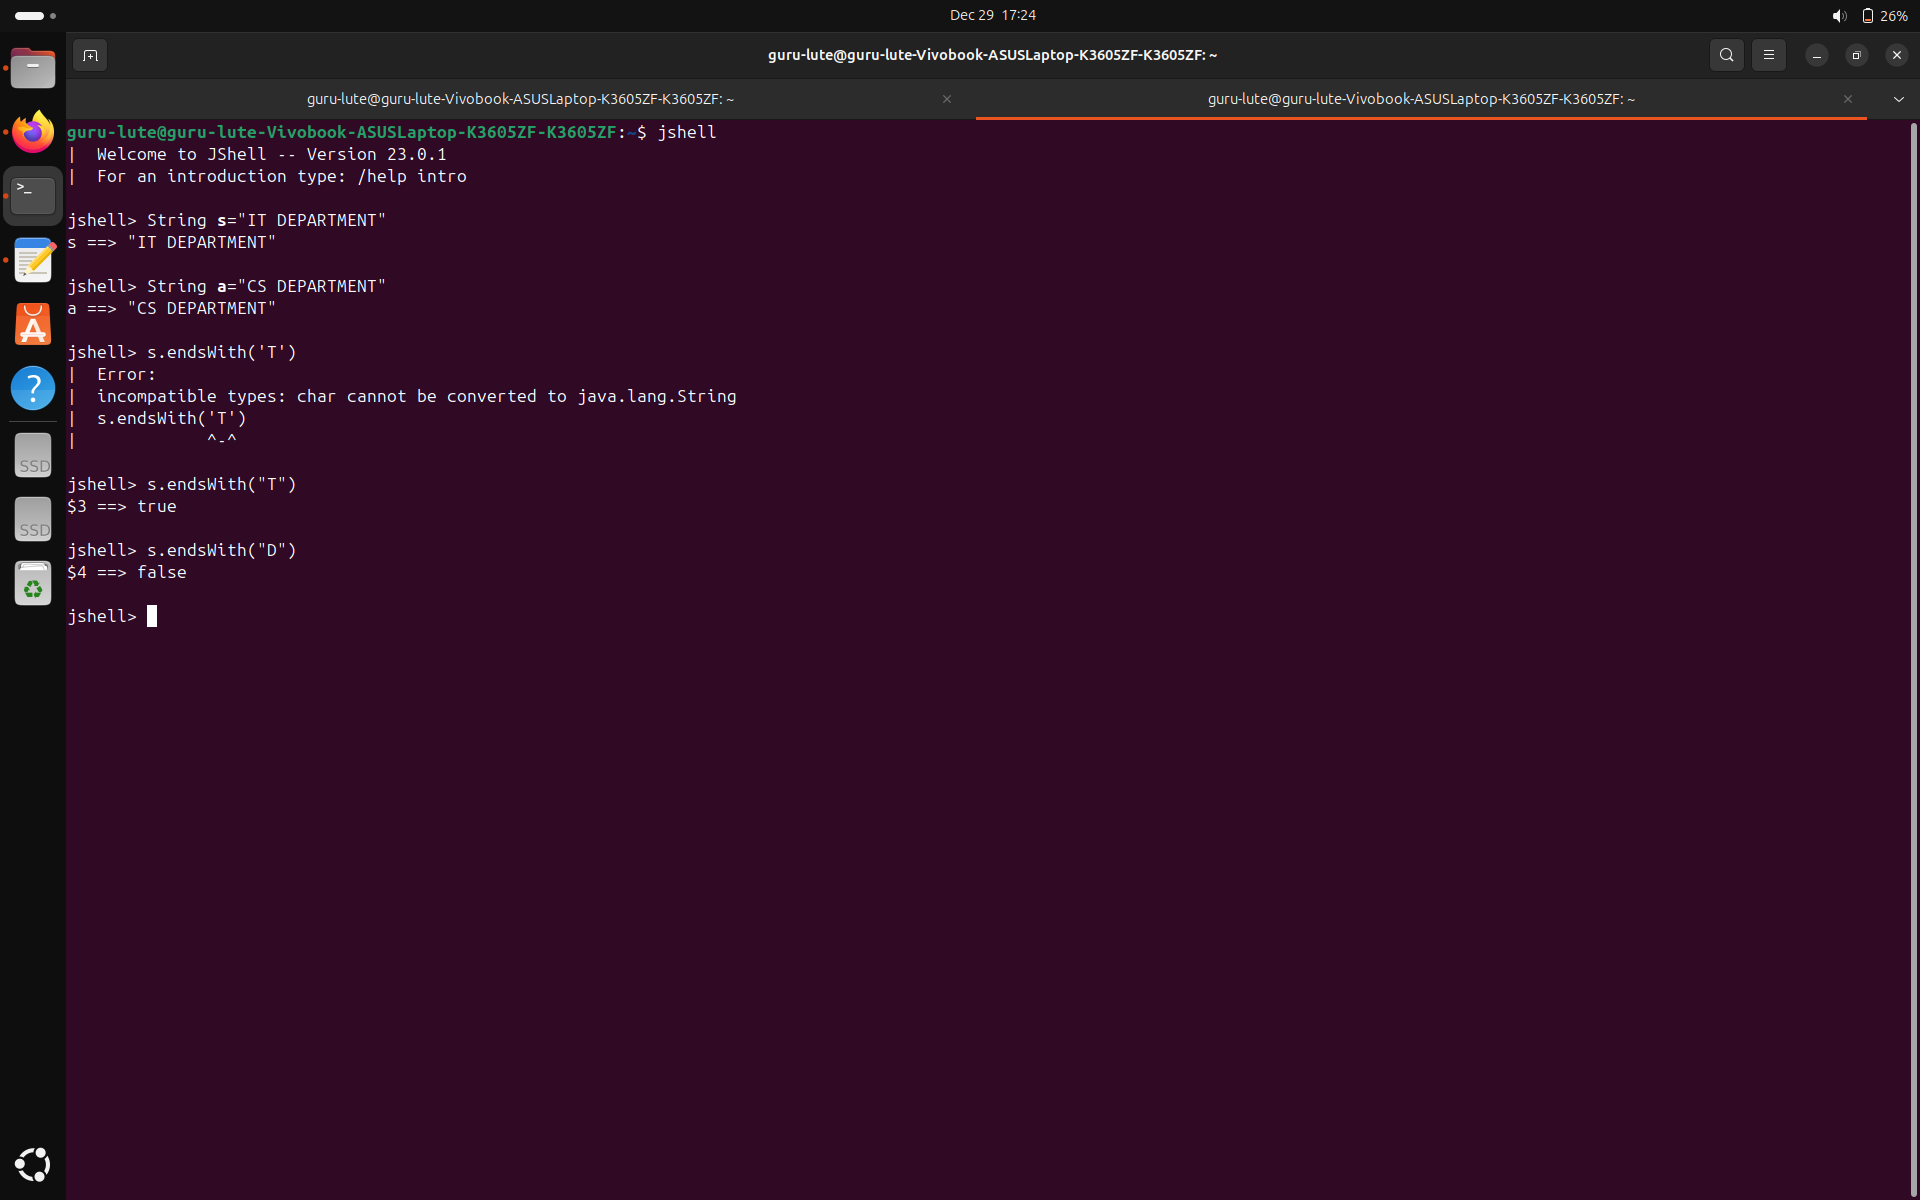 Dec 29 17:24
26%
guru-lute@guru-lute-Vivobook-ASUSLaptop-K3605ZF-K3605ZF: ~
guru-lute@guru-lute-Vivobook-ASUSLaptop-K3605ZF-K3605ZF: ~
guru-lute@guru-lute-Vivobook-ASUSLaptop-K3605ZF-K3605ZF: ~
guru-lute@guru-lute-Vivobook-ASUSLaptop-K3605ZF-K3605ZF:~$ jshell
|  Welcome to JShell -- Version 23.0.1
|  For an introduction type: /help intro
jshell> String s="IT DEPARTMENT"
s ==> "IT DEPARTMENT"
jshell> String a="CS DEPARTMENT"
a ==> "CS DEPARTMENT"
jshell> s.endsWith('T')
|  Error:
|  incompatible types: char cannot be converted to java.lang.String
|  s.endsWith('T')
|             ^-^
jshell> s.endsWith("T")
$3 ==> true
jshell> s.endsWith("D")
$4 ==> false
jshell>
SSD
SSD